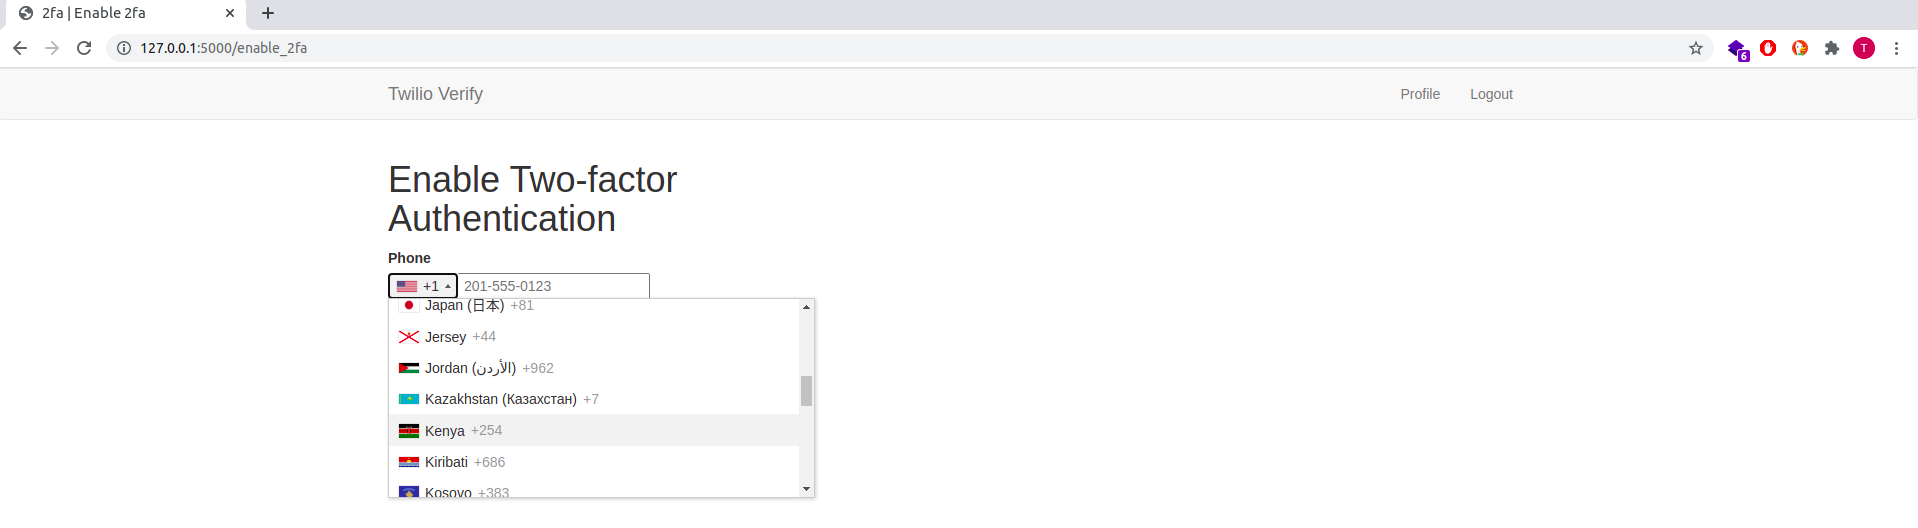 2fa | Enable 2fa
127.0.0.1:5000/enable_2fa
6
T
Twilio Verify
Profile
Logout
Enable Two-factor
Authentication
Phone
+1
201-555-0123
Japan (日本) +81
Jersey +44
Jordan (الأردن) +962
Kazakhstan (Казахстан) +7
Kenya +254
Kiribati +686
Kosovo +383